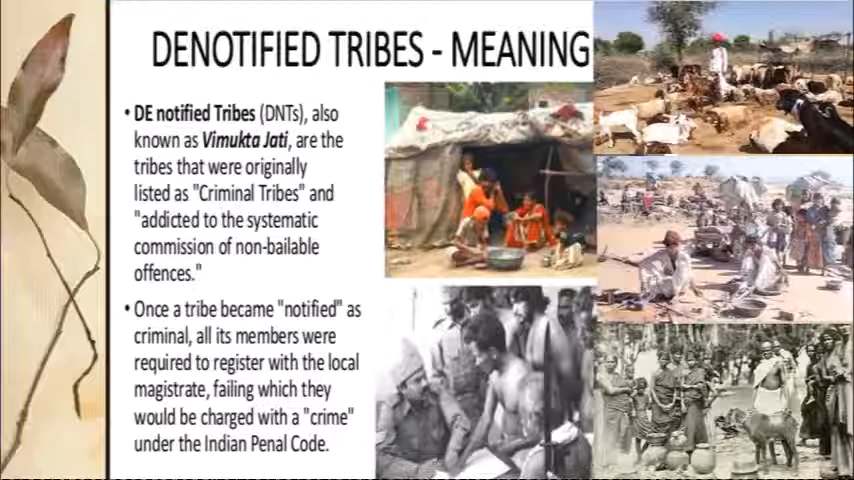 DENOTIFIED TRIBES - MEANING
• DE notified Tribes (DNTs), also
known as Vimukta Jati, are the
tribes that were originally
listed as "Criminal Tribes" and
"addicted to the systematic
commission of non-bailable
offences."
• Once a tribe became "notified" as
criminal, all its members were
required to register with the local
magistrate, failing which they
would be charged with a "crime"
under the Indian Penal Code.